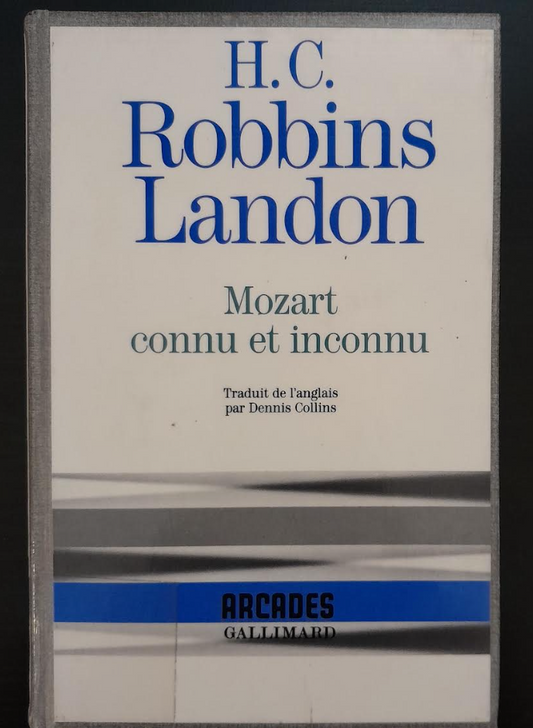 H.C.
Robbins
Landon
Mozart
connu et inconnu
Traduit de l'anglais
par Dennis Collins
ARCADES
GALLIMARD